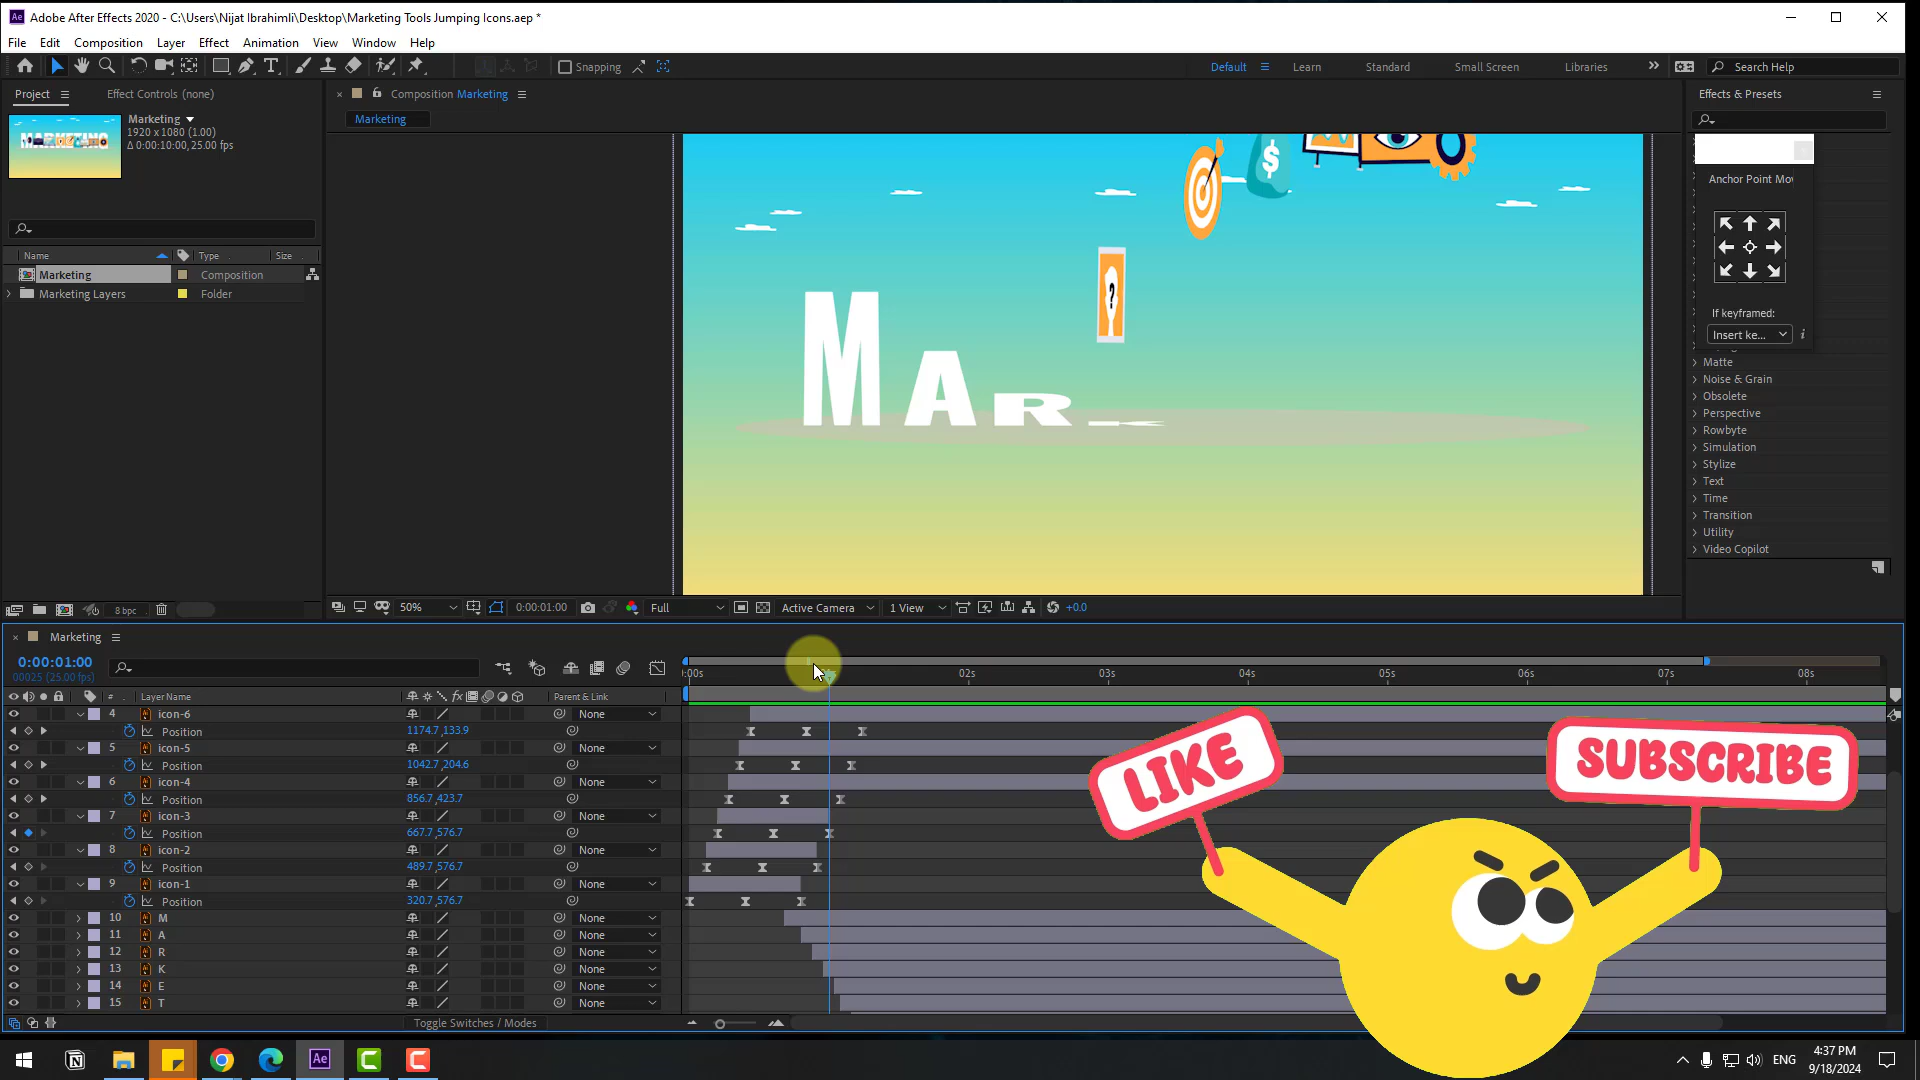 Adobe After Effects 2020 - C:\Users\Nijat Ibrahimli\Desktop\Marketing Tools Jumping Icons.aep *
File Edit Composition Layer Effect Animation View Window Help
Snapping Default Learn Standard Small Screen Libraries Search Help
Project Effect Controls (none) Composition Marketing Effects & Presets
Marketing
1920 x 1080 (1.00)
Δ 0:00:10:00, 25.00 fps
Marketing
Anchor Point Mov
If keyframed:
Insert ke...
Name Type Size
Marketing Composition
Marketing Layers Folder
$
?
MARK
Matte
Noise & Grain
Obsolete
Perspective
Rowbyte
Simulation
Stylize
Text
Time
Transition
Utility
Video Copilot
8 bpc 50% 0:00:01:00 Full Active Camera 1 View +0.0
Marketing
0:00:01:00
00025 (25.00 fps)
:00s 02s 03s 04s 05s 06s 07s 08s
# Layer Name Parent & Link
4 icon-6 None
Position 1174.7,133.9
5 icon-5 None
Position 1042.7,204.6
6 icon-4 None
Position 856.7,423.7
7 icon-3 None
Position 667.7,576.7
8 icon-2 None
Position 489.7,576.7
9 icon-1 None
Position 320.7,576.7
10 M None
11 A None
12 R None
13 K None
14 E None
15 T None
Toggle Switches / Modes
LIKE
SUBSCRIBE
ENG
4:37 PM
9/18/2024